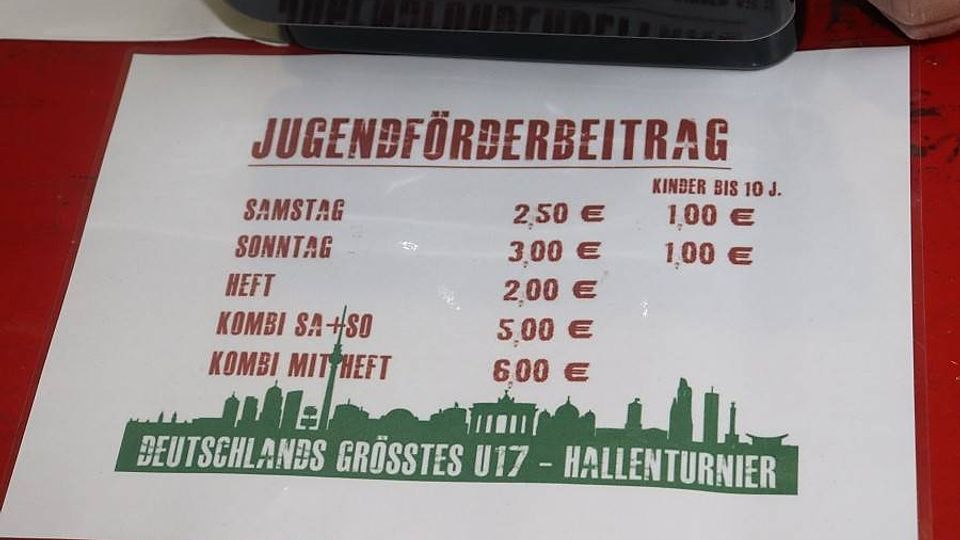 JUGENDFÖRDERBEITRAG
KINDER BIS 10 J.
SAMSTAG 2,50 € 1,00 €
SONNTAG 3,00 € 1,00 €
HEFT 2,00 €
KOMBI SA+SO 5,00 €
KOMBI MIT HEFT 6,00 €
DEUTSCHLANDS GRÖSSTES U17 - HALLENTURNIER